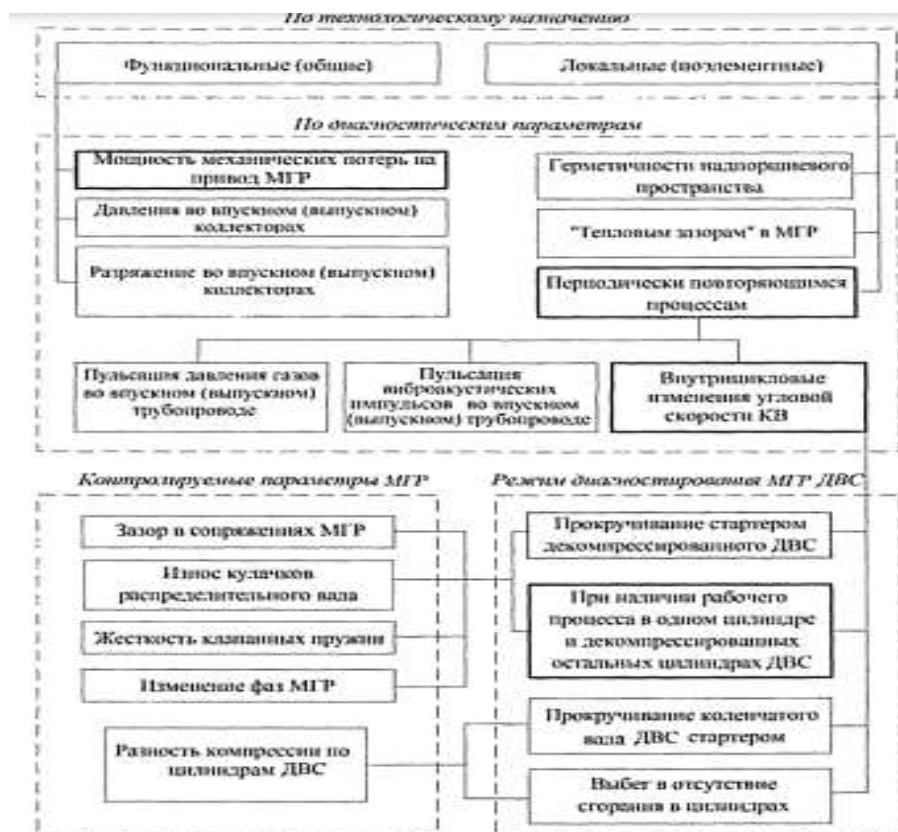 По технологическому назначению
Функциональные (общие)
Локальные (поэлементные)
По диагностическим параметрам
Мощность механических потерь на
привод МГР
Давления во впускном (выпускном)
коллекторах
Разряжение во впускном (выпускном)
коллекторах
Герметичности надпоршневого
пространства
"Тепловым зазорам" в МГР
Периодически повторяющимся
процессам
Пульсация давления газов
во впускном (выпускном)
трубопроводе
Пульсация
виброакустических
импульсов во впускном
(выпускном) трубопроводе
Внутрицикловые
изменения угловой
скорости КВ
Контролируемые параметры МГР
Зазор в сопряжениях МГР
Износ кулачков
распределительного вада
Жесткость клапанных пружин
Изменение фаз МГР
Разность компрессии по
цилиндрам ДВС
Режим диагностирования МГР ДВС
Прокручивание стартером
декомпрессированного ДВС
При наличии рабочего
процесса в одном цилиндре
и декомпрессированных
остальных цилиндрах ДВС
Прокручивание коленчатого
вала ДВС стартером
Выбег в отсутствие
сгорания в цилиндрах